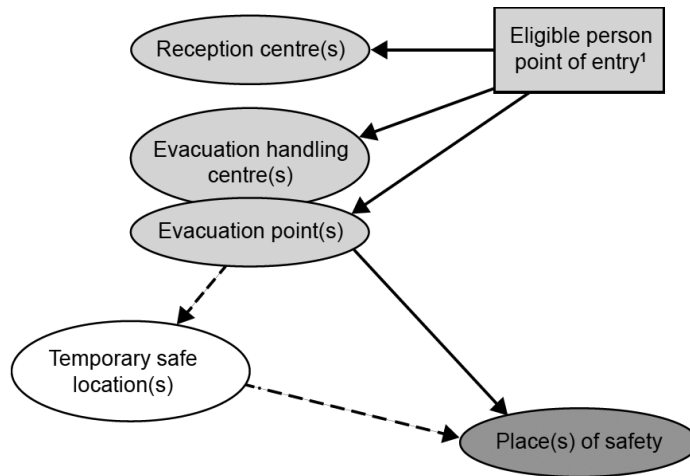 Reception centre(s)
Eligible person
point of entry¹
Evacuation handling
centre(s)
Evacuation point(s)
Temporary safe
location(s)
Place(s) of safety